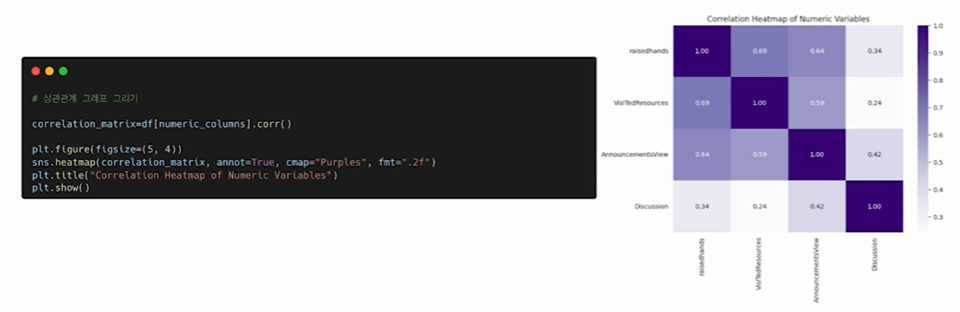 # 상관관계 그래프 그리기
correlation_matrix=df[numeric_columns].corr()
plt.figure(figsize=(5, 4))
sns.heatmap(correlation_matrix, annot=True, cmap="Purples", fmt=".2f")
plt.title("Correlation Heatmap of Numeric Variables")
plt.show()
Correlation Heatmap of Numeric Variables
raisedhands 1.00 0.69 0.64 0.34
VisITedResources 0.69 1.00 0.59 0.24
AnnouncementsView 0.64 0.59 1.00 0.42
Discussion 0.34 0.24 0.42 1.00
raisedhands
VisITedResources
AnnouncementsView
Discussion
1.0
0.9
0.8
0.7
0.6
0.5
0.4
0.3